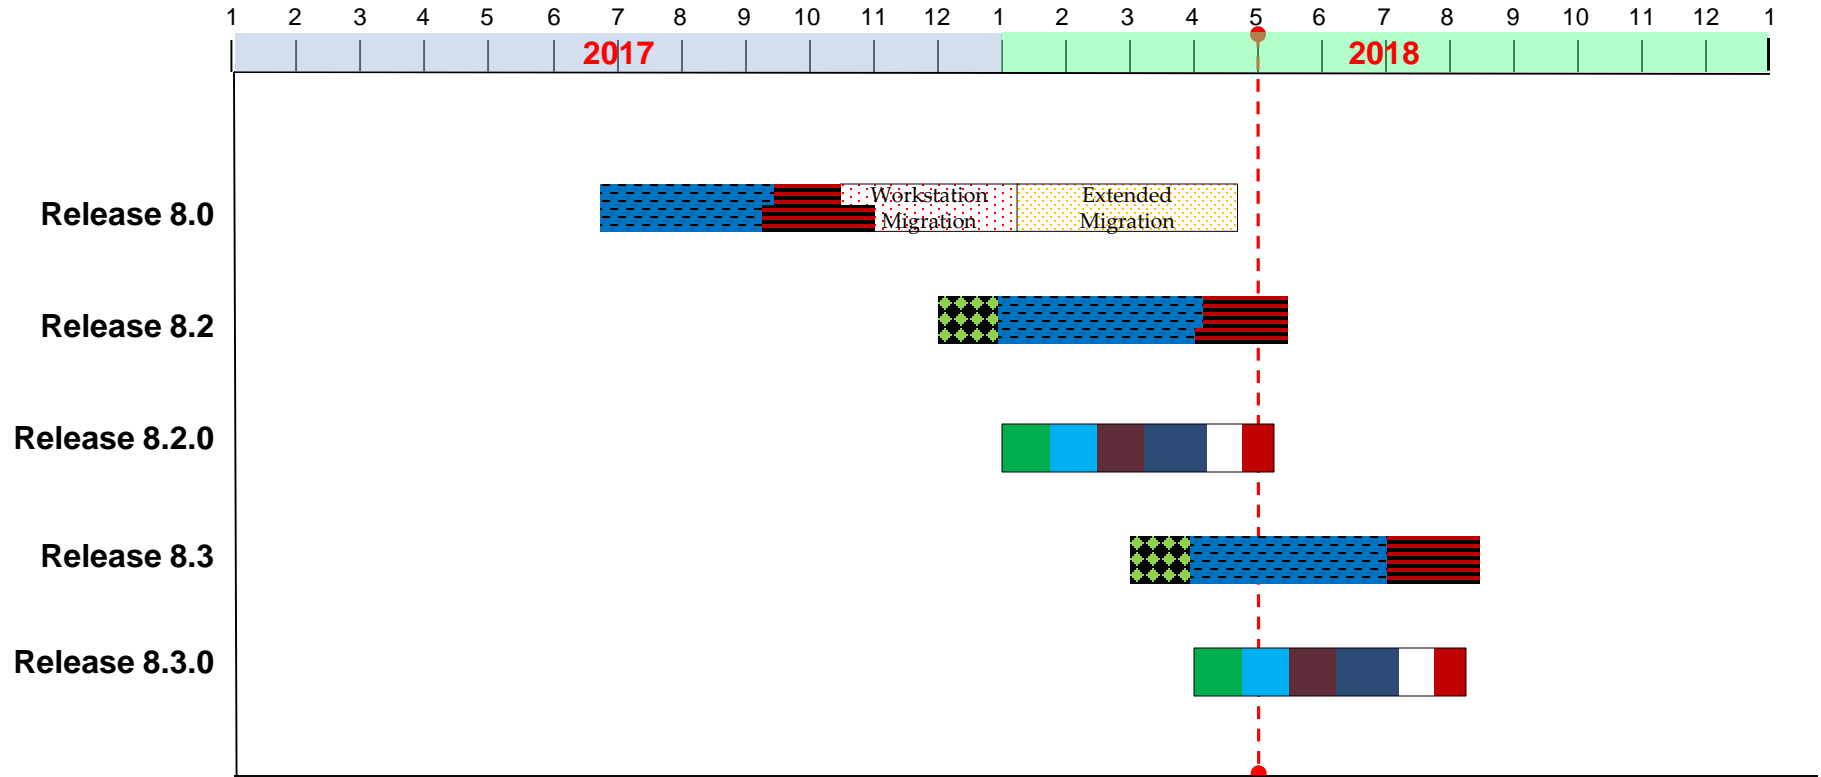 1 2 3 4 5 6 7 8 9 10 11 12 1 2 3 4 5 6 7 8 9 10 11 12 1
2017 2018
Release 8.0
Workstation
Migration
Extended
Migration
Release 8.2
Release 8.2.0
Release 8.3
Release 8.3.0